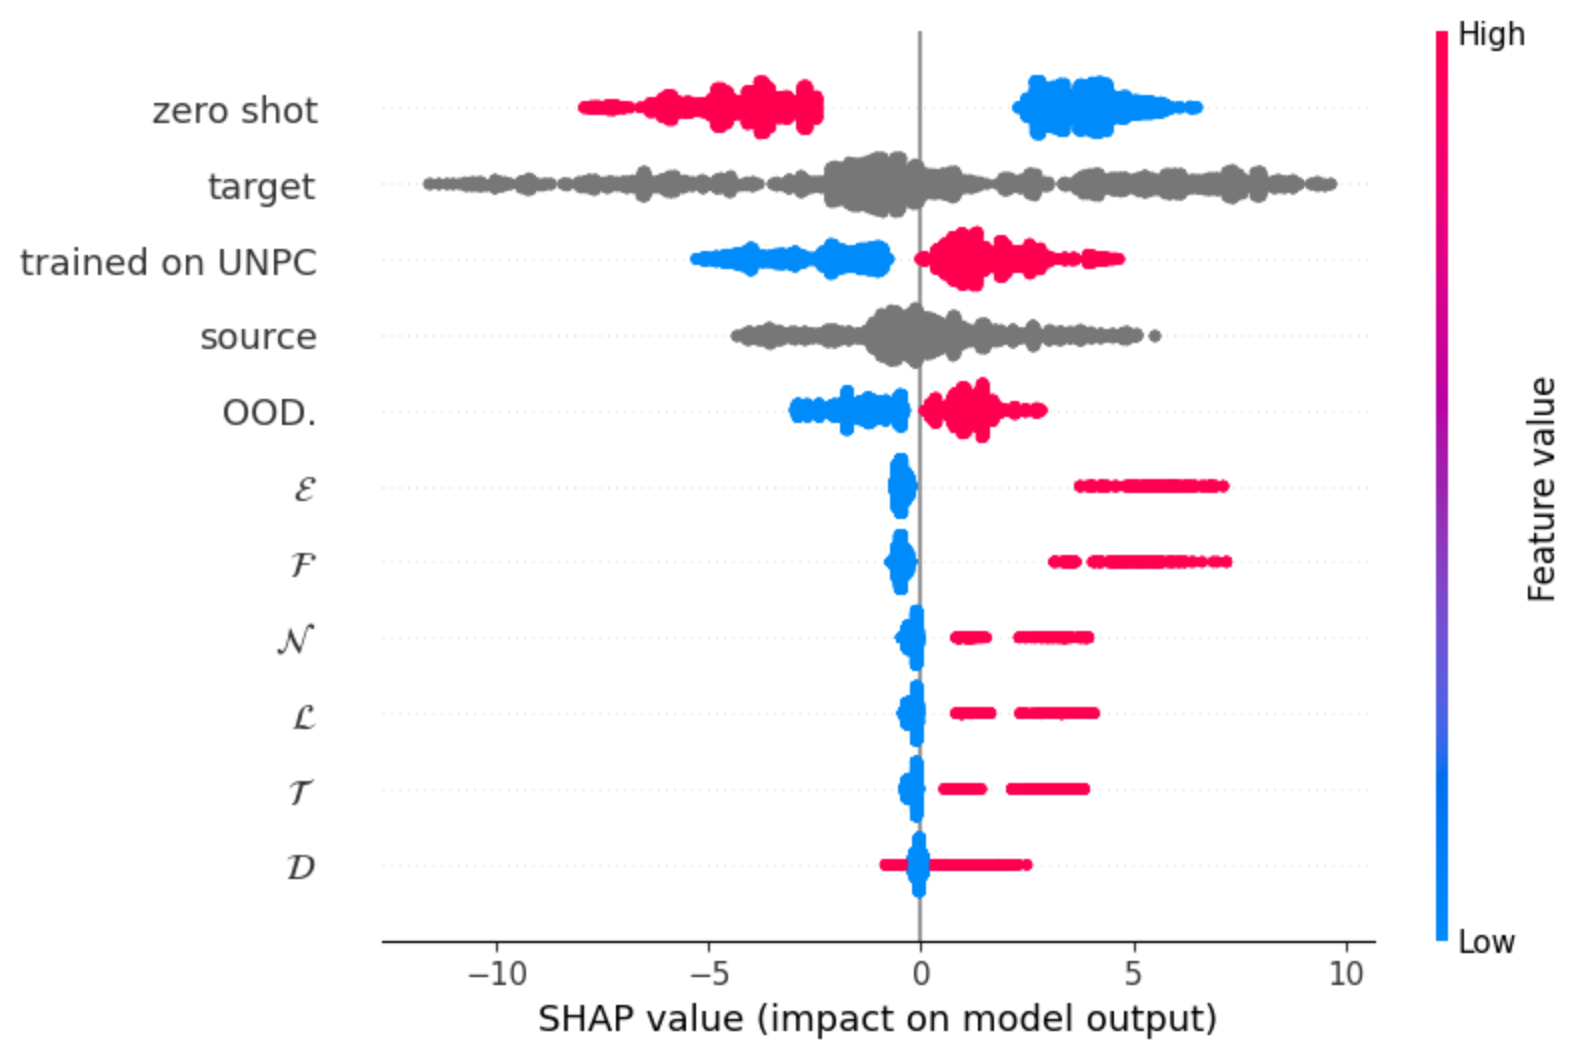 High
zero shot
target
trained on UNPC
source
OOD.
ℰ
ℱ
𝒩
ℒ
𝒯
𝒟
Feature value
Low
−10 −5 0 5 10
SHAP value (impact on model output)